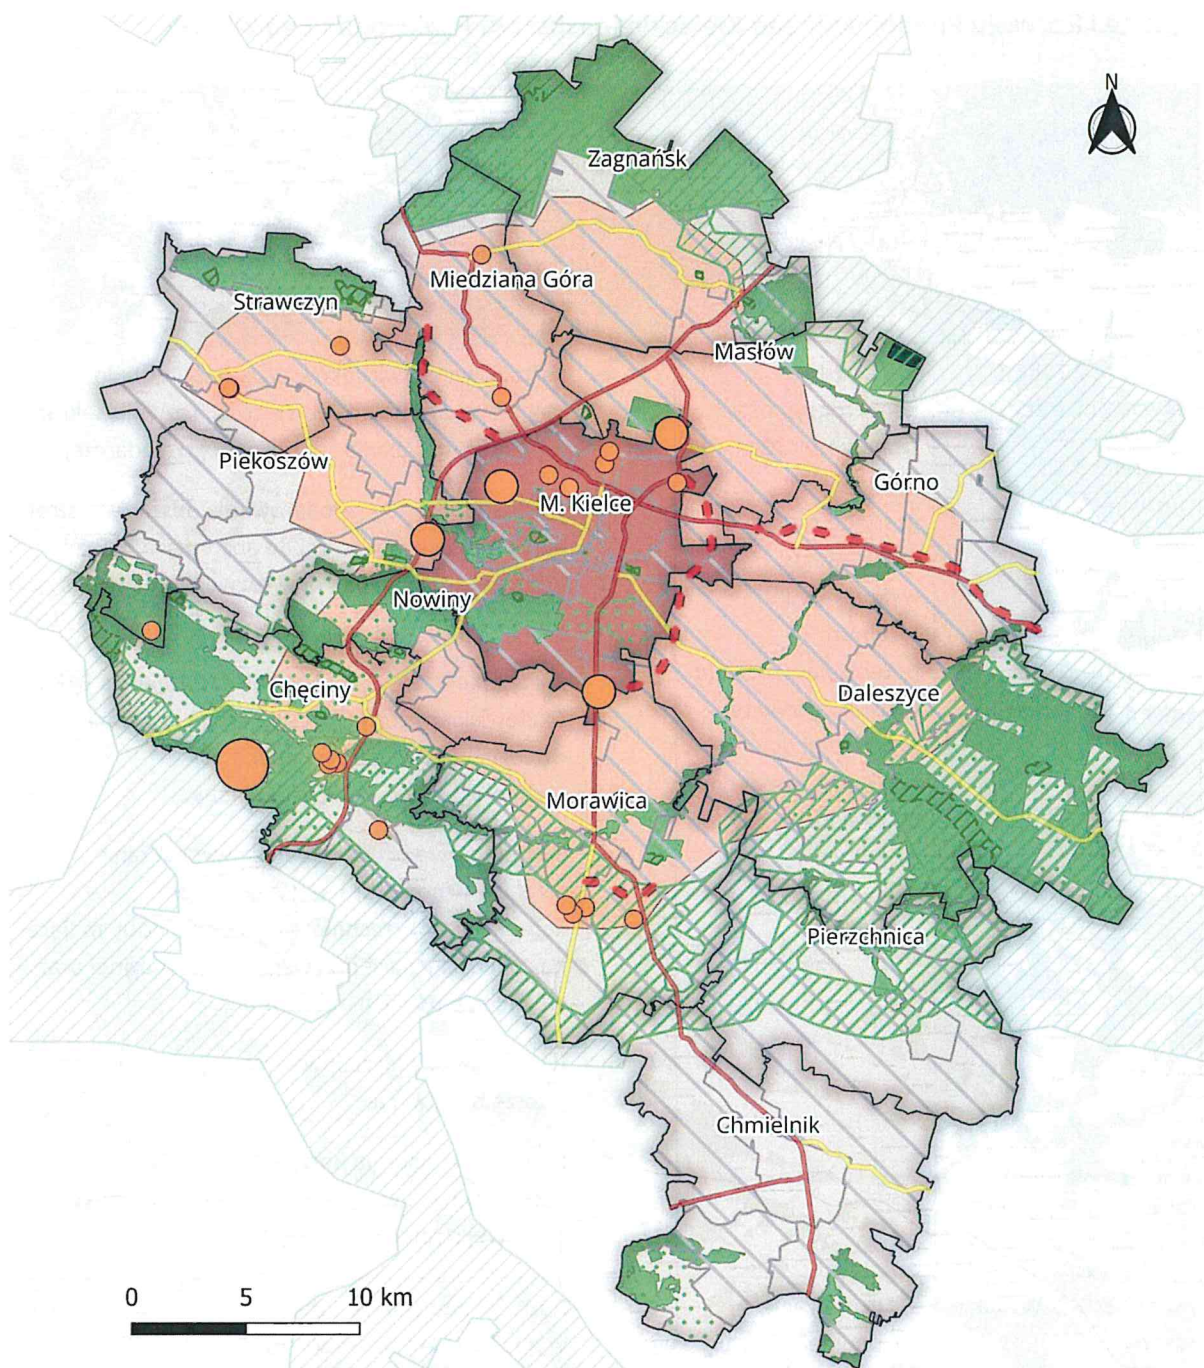 N
Zagnańsk
Miedziana Góra
Strawczyn
Masłów
Piekoszów
Górno
M. Kielce
Nowiny
Chęciny
Daleszyce
Morawica
Pierzchnica
Chmielnik
0 5 10 km